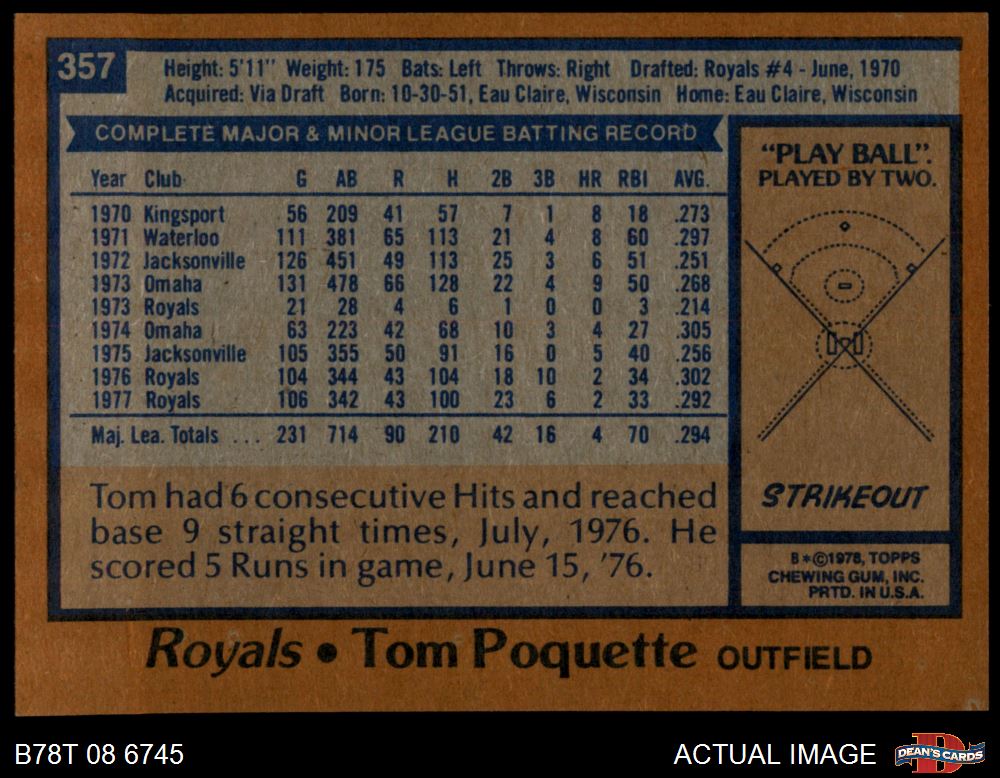 357
Height: 5'11" Weight: 175 Bats: Left Throws: Right Drafted: Royals #4 - June, 1970
Acquired: Via Draft Born: 10-30-51, Eau Claire, Wisconsin Home: Eau Claire, Wisconsin
COMPLETE MAJOR & MINOR LEAGUE BATTING RECORD
Year Club G AB R H 2B 3B HR RBI AVG.
1970 Kingsport 56 209 41 57 7 1 8 18 .273
1971 Waterloo 111 381 65 113 21 4 8 60 .297
1972 Jacksonville 126 451 49 113 25 3 6 51 .251
1973 Omaha 131 478 66 128 22 4 9 50 .268
1973 Royals 21 28 4 6 1 0 0 3 .214
1974 Omaha 63 223 42 68 10 3 4 27 .305
1975 Jacksonville 105 355 50 91 16 0 5 40 .256
1976 Royals 104 344 43 104 18 10 2 34 .302
1977 Royals 106 342 43 100 23 6 2 33 .292
Maj. Lea. Totals ... 231 714 90 210 42 16 4 70 .294
Tom had 6 consecutive Hits and reached
base 9 straight times, July, 1976. He
scored 5 Runs in game, June 15, '76.
"PLAY BALL".
PLAYED BY TWO.
STRIKEOUT
B*©1978, TOPPS
CHEWING GUM, INC.
PRTD. IN U.S.A.
Royals • Tom Poquette OUTFIELD
B78T 08 6745
ACTUAL IMAGE
DEAN'S CARDS